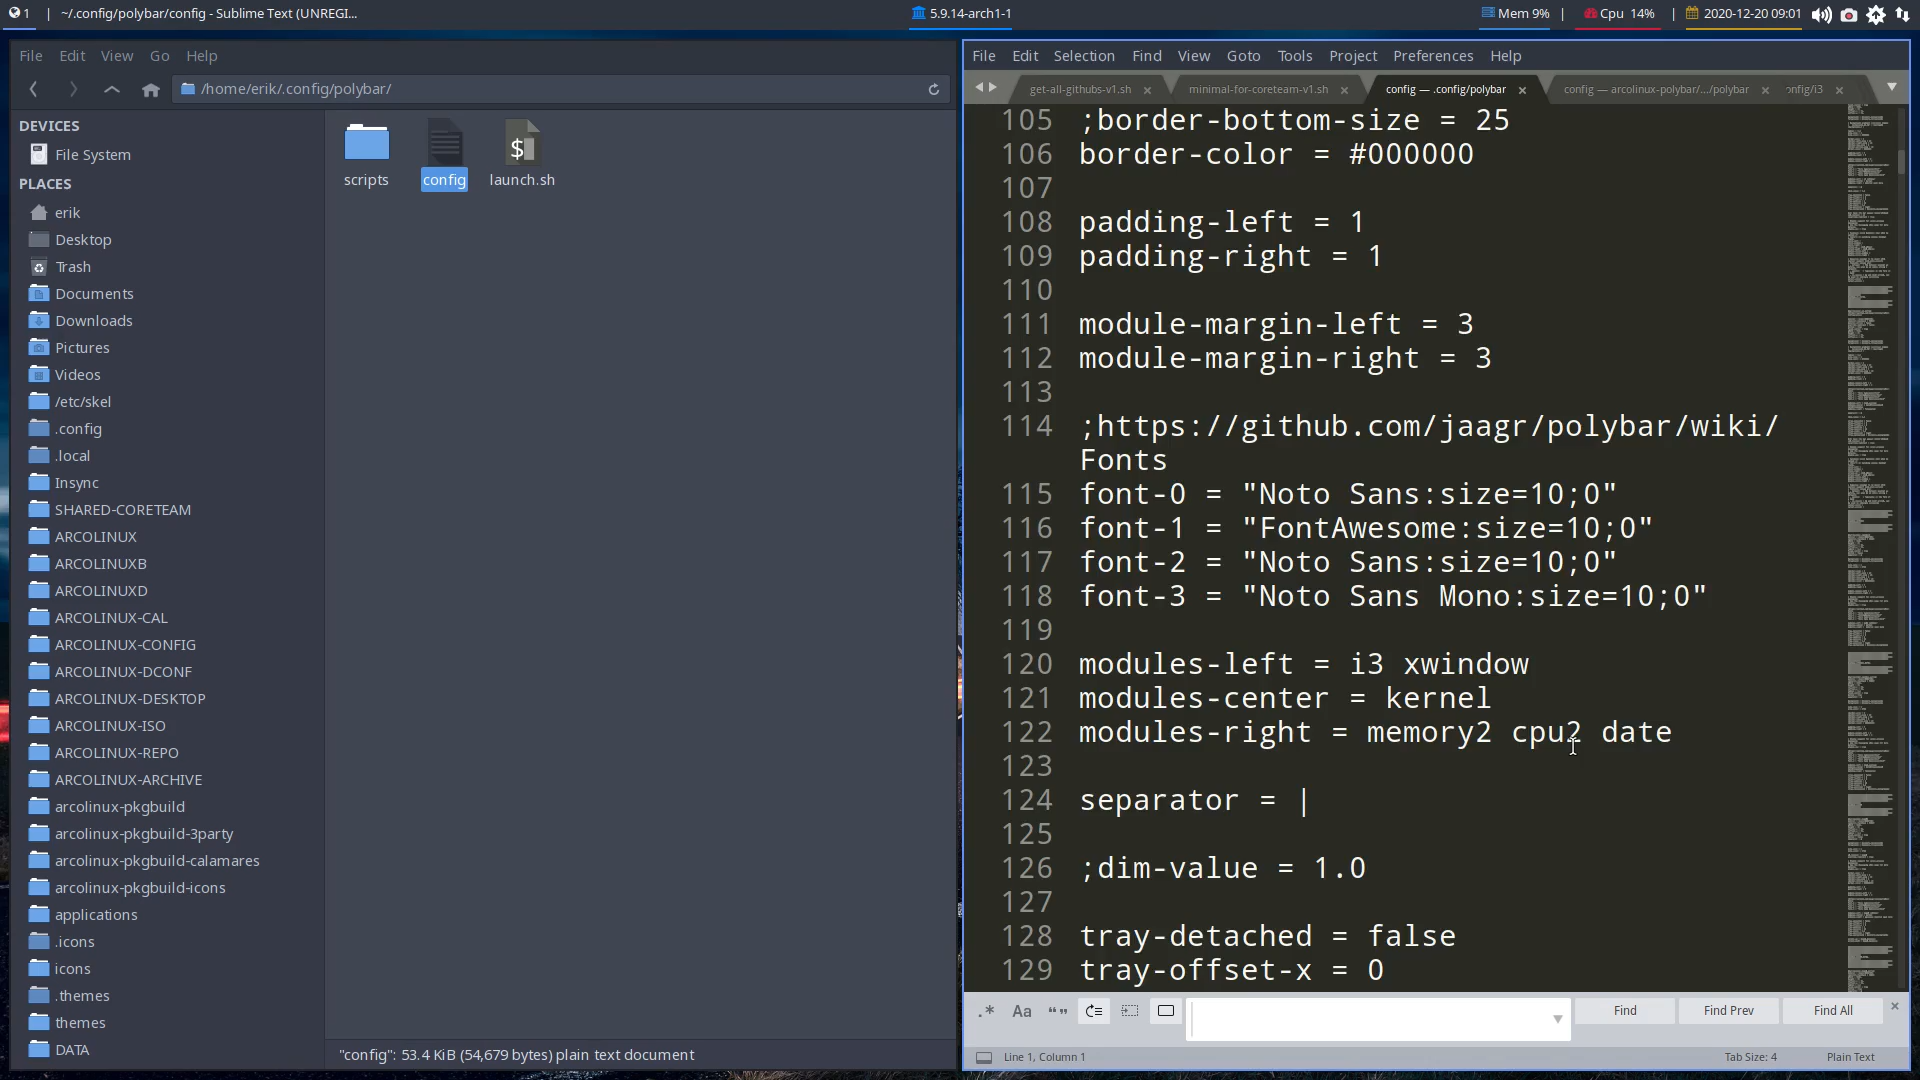 1 | ~/.config/polybar/config - Sublime Text (UNREGI...
5.9.14-arch1-1
Mem 9% | Cpu 14% | 2020-12-20 09:01
File Edit View Go Help
/home/erik/.config/polybar/
DEVICES
File System
PLACES
erik
Desktop
Trash
Documents
Downloads
Pictures
Videos
/etc/skel
.config
.local
Insync
SHARED-CORETEAM
ARCOLINUX
ARCOLINUXB
ARCOLINUXD
ARCOLINUX-CAL
ARCOLINUX-CONFIG
ARCOLINUX-DCONF
ARCOLINUX-DESKTOP
ARCOLINUX-ISO
ARCOLINUX-REPO
ARCOLINUX-ARCHIVE
arcolinux-pkgbuild
arcolinux-pkgbuild-3party
arcolinux-pkgbuild-calamares
arcolinux-pkgbuild-icons
applications
.icons
icons
.themes
themes
DATA
scripts
config
$
launch.sh
"config": 53.4 KiB (54,679 bytes) plain text document
File Edit Selection Find View Goto Tools Project Preferences Help
get-all-githubs-v1.sh minimal-for-coreteam-v1.sh config — .config/polybar config — arcolinux-polybar/.../polybar onfig/i3
105 ;border-bottom-size = 25
106 border-color = #000000
107
108 padding-left = 1
109 padding-right = 1
110
111 module-margin-left = 3
112 module-margin-right = 3
113
114 ;https://github.com/jaagr/polybar/wiki/
Fonts
115 font-0 = "Noto Sans:size=10;0"
116 font-1 = "FontAwesome:size=10;0"
117 font-2 = "Noto Sans:size=10;0"
118 font-3 = "Noto Sans Mono:size=10;0"
119
120 modules-left = i3 xwindow
121 modules-center = kernel
122 modules-right = memory2 cpu2 date
123
124 separator = |
125
126 ;dim-value = 1.0
127
128 tray-detached = false
129 tray-offset-x = 0
.* Aa “” Find Find Prev Find All
Line 1, Column 1 Tab Size: 4 Plain Text